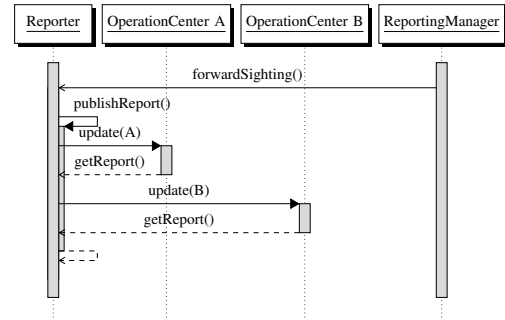 Reporter
OperationCenter A
OperationCenter B
ReportingManager
forwardSighting()
publishReport()
update(A)
getReport()
update(B)
getReport()